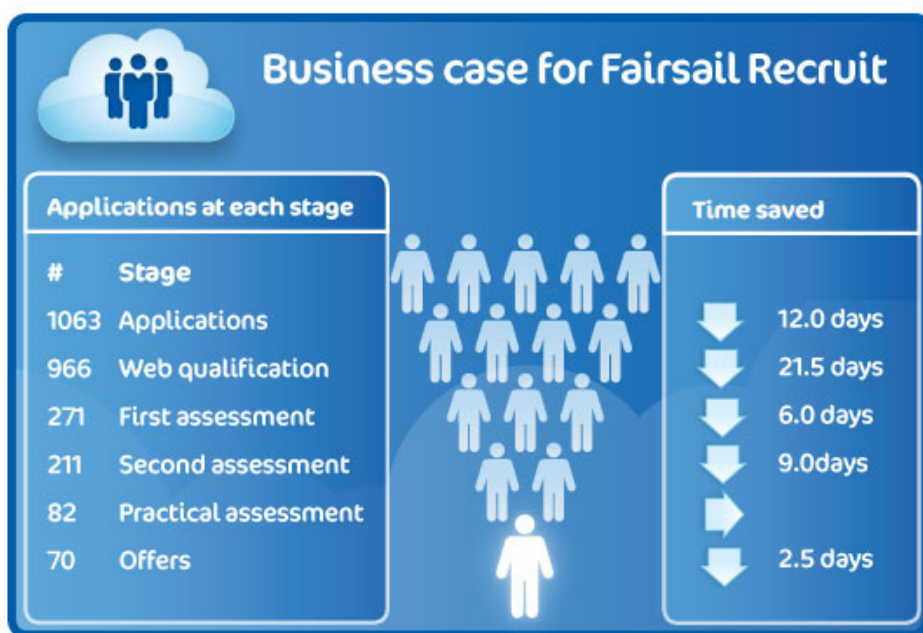 Business case for Fairsail Recruit
Applications at each stage
# Stage
1063 Applications
966 Web qualification
271 First assessment
211 Second assessment
82 Practical assessment
70 Offers
Time saved
12.0 days
21.5 days
6.0 days
9.0days
2.5 days